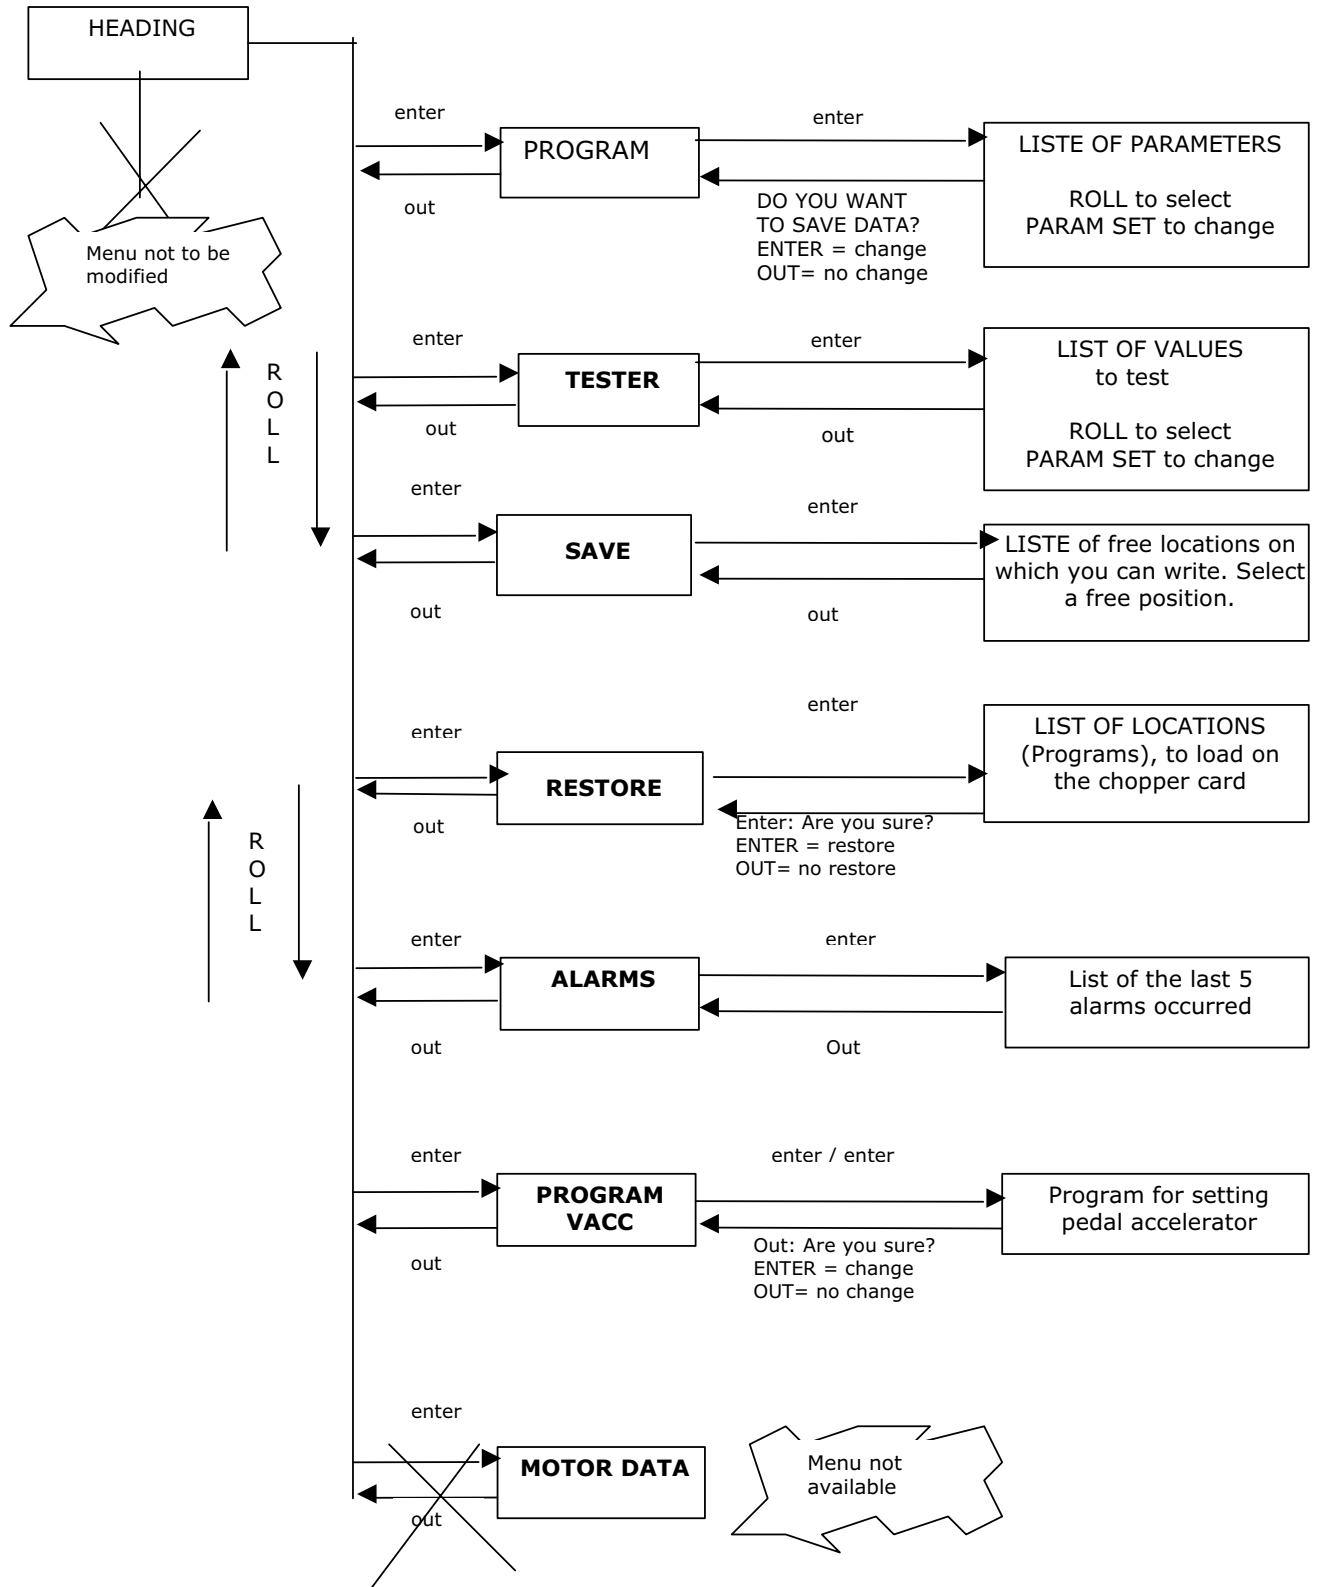 HEADING
enter
enter
PROGRAM
LISTE OF PARAMETERS
ROLL to select
PARAM SET to change
out
DO YOU WANT
TO SAVE DATA?
ENTER = change
OUT= no change
Menu not to be
modified
enter
enter
TESTER
LIST OF VALUES
to test
ROLL to select
PARAM SET to change
R
O
L
L
out
out
enter
enter
SAVE
LISTE of free locations on
which you can write. Select
a free position.
out
out
enter
enter
RESTORE
LIST OF LOCATIONS
(Programs), to load on
the chopper card
out
Enter: Are you sure?
ENTER = restore
OUT= no restore
R
O
L
L
enter
enter
ALARMS
List of the last 5
alarms occurred
out
Out
enter
enter / enter
PROGRAM
VACC
Program for setting
pedal accelerator
out
Out: Are you sure?
ENTER = change
OUT= no change
enter
MOTOR DATA
Menu not
available
out